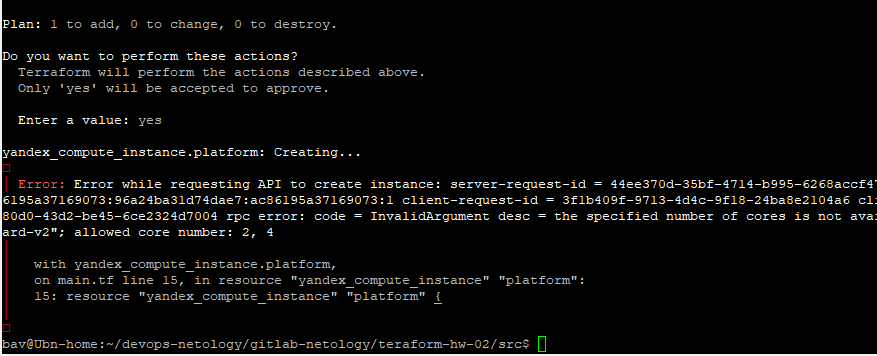 Plan: 1 to add, 0 to change, 0 to destroy.
Do you want to perform these actions?
Terraform will perform the actions described above.
Only 'yes' will be accepted to approve.
Enter a value: yes
yandex_compute_instance.platform: Creating...
Error: Error while requesting API to create instance: server-request-id = 44ee370d-35bf-4714-b995-6268accf47
6195a37169073:96a24ba31d74dae7:ac86195a37169073:1 client-request-id = 3f1b409f-9713-4d4c-9f18-24ba8e2104a6 cli
80d0-43d2-be45-6ce2324d7004 rpc error: code = InvalidArgument desc = the specified number of cores is not avai
ard-v2"; allowed core number: 2, 4
with yandex_compute_instance.platform,
on main.tf line 15, in resource "yandex_compute_instance" "platform":
15: resource "yandex_compute_instance" "platform" {
bav@Ubn-home:~/devops-netology/gitlab-netology/teraform-hw-02/src$